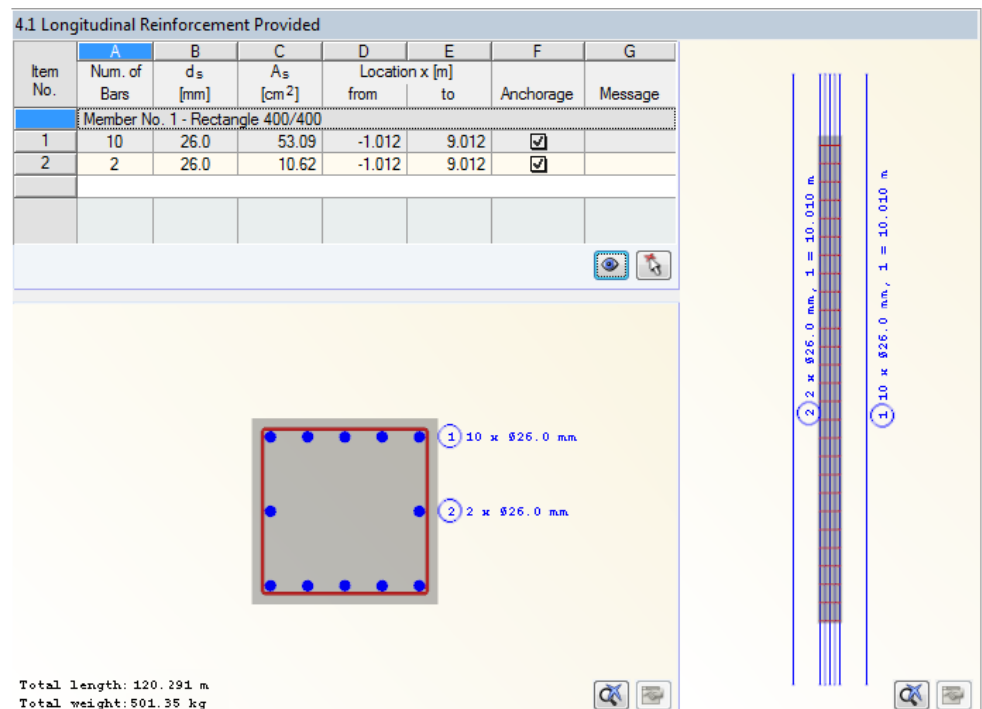 4.1 Longitudinal Reinforcement Provided
A B C D E F G
Item Num. of ds As Location x [m]
No. Bars [mm] [cm2] from to Anchorage Message
Member No. 1 - Rectangle 400/400
1 10 26.0 53.09 -1.012 9.012
2 2 26.0 10.62 -1.012 9.012
1 10 x Ø26.0 mm
2 2 x Ø26.0 mm
Total length: 120.291 m
Total weight:501.35 kg
2 2 x Ø26.0 mm, l = 10.010 m
1 10 x Ø26.0 mm, l = 10.010 m